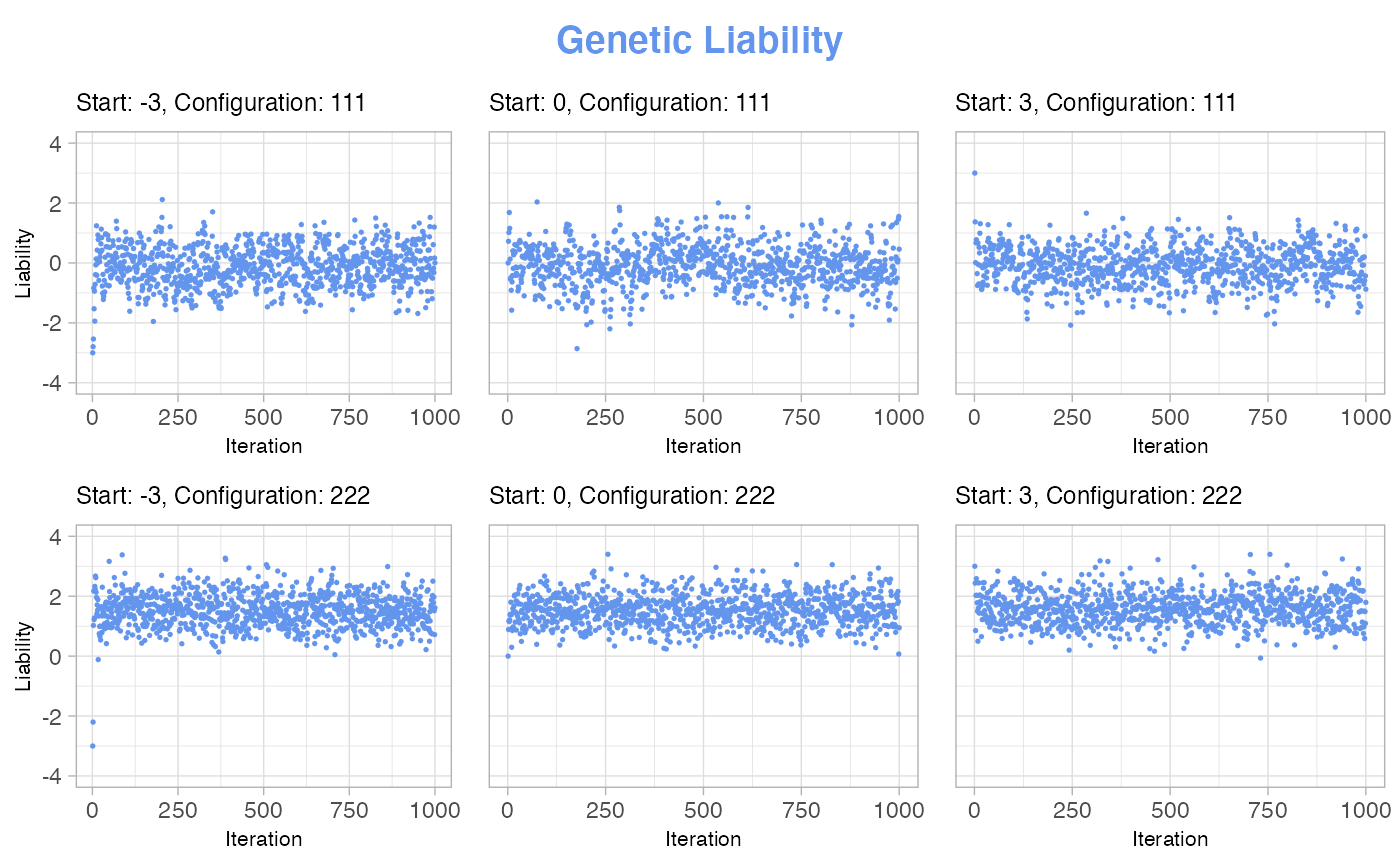 Genetic Liability
Start: -3, Configuration: 111
Start: 0, Configuration: 111
Start: 3, Configuration: 111
4
2
0
-2
-4
Liability
0 250 500 750 1000
0 250 500 750 1000
0 250 500 750 1000
Iteration
Iteration
Iteration
Start: -3, Configuration: 222
Start: 0, Configuration: 222
Start: 3, Configuration: 222
4
2
0
-2
-4
Liability
0 250 500 750 1000
0 250 500 750 1000
0 250 500 750 1000
Iteration
Iteration
Iteration